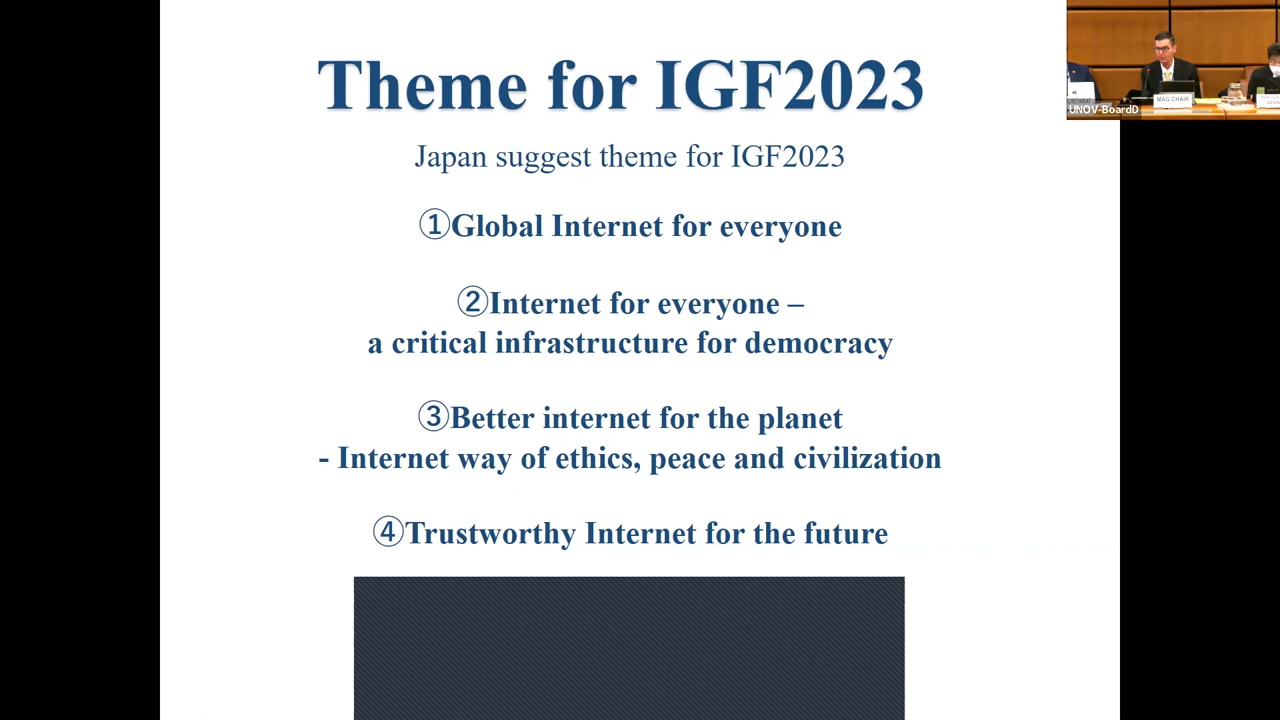 Theme for IGF2023
Japan suggest theme for IGF2023
①Global Internet for everyone
②Internet for everyone –
a critical infrastructure for democracy
③Better internet for the planet
- Internet way of ethics, peace and civilization
④Trustworthy Internet for the future
MAG CHAIR
UNOV-BoardD